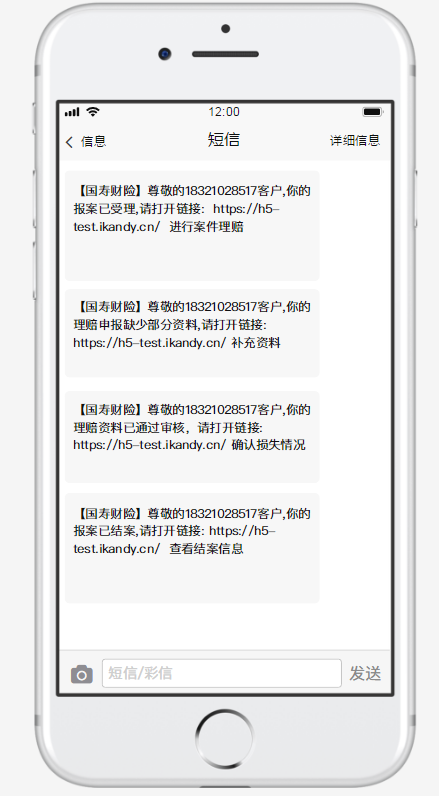 12:00
信息
短信
详细信息
【国寿财险】尊敬的18321028517客户,你的
报案已受理,请打开链接: https://h5-
test.ikandy.cn/ 进行案件理赔
【国寿财险】尊敬的18321028517客户,你的
理赔申报缺少部分资料,请打开链接:
https://h5-test.ikandy.cn/ 补充资料
【国寿财险】尊敬的18321028517客户,你的
理赔资料已通过审核，请打开链接:
https://h5-test.ikandy.cn/ 确认损失情况
【国寿财险】尊敬的18321028517客户,你的
报案已结案,请打开链接: https://h5-
test.ikandy.cn/ 查看结案信息
短信/彩信
发送